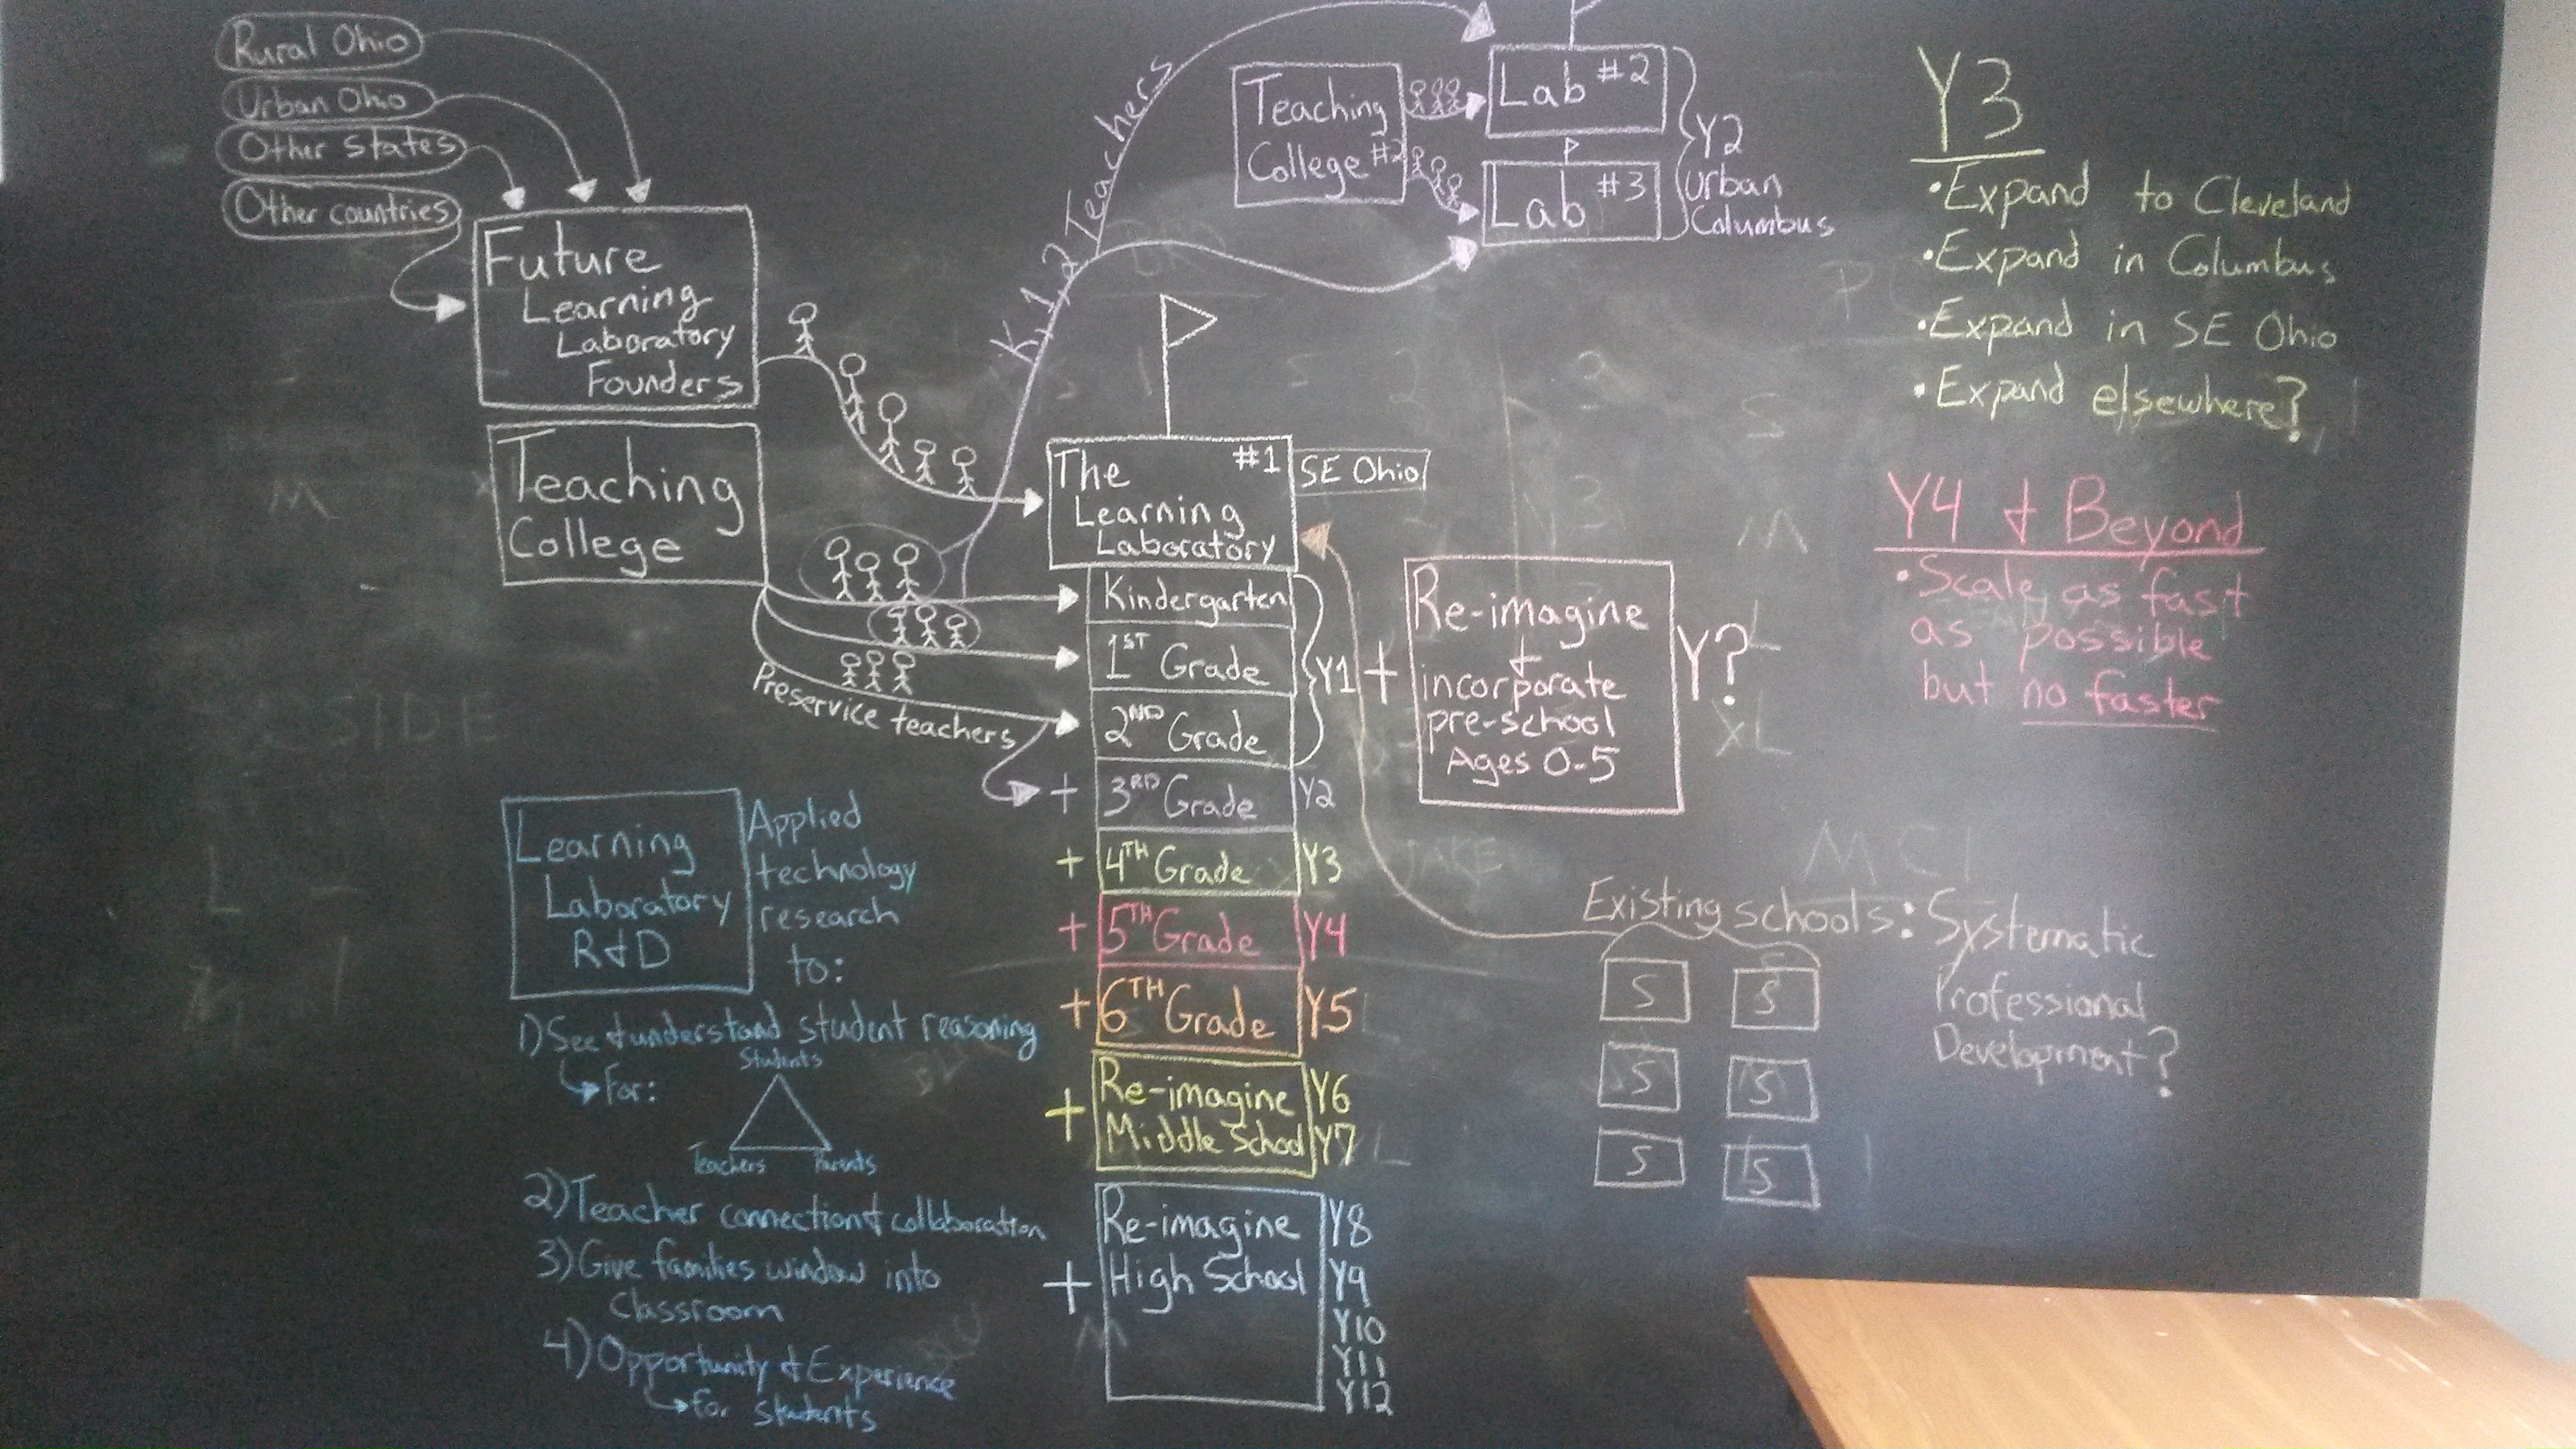 Rural Ohio
Urban Ohio
Other states
Other countries
Future
Learning
Laboratory
Founders
Teaching
College
Preservice teachers
K,1,2 Teachers
Teaching
College #2
Lab #2
Lab #3
Y2
Urban
Columbus
The #1
Learning
Laboratory
SE Ohio
Kindergarten
1ST Grade
2ND Grade
Y1
+ 3RD Grade Y2
+ 4TH Grade Y3
+ 5TH Grade Y4
+ 6TH Grade Y5
+ Re-imagine Y6
Middle School Y7
+ Re-imagine Y8
High School Y9
Y10
Y11
Y12
+ Re-imagine
&
incorporate
pre-school
Ages 0-5
Y?
Learning
Laboratory
R&D
Applied
technology
research
to:
1) See & understand student reasoning
For:
Students
Teachers Parents
2) Teacher connection & collaboration
3) Give families window into
Classroom
4) Opportunity & Experience
For students
Y3
• Expand to Cleveland
• Expand in Columbus
• Expand in SE Ohio
• Expand elsewhere?
Y4 & Beyond
• Scale as fast
as possible
but no faster
Existing schools: Systematic
Professional
Development?
S S
S S
S S